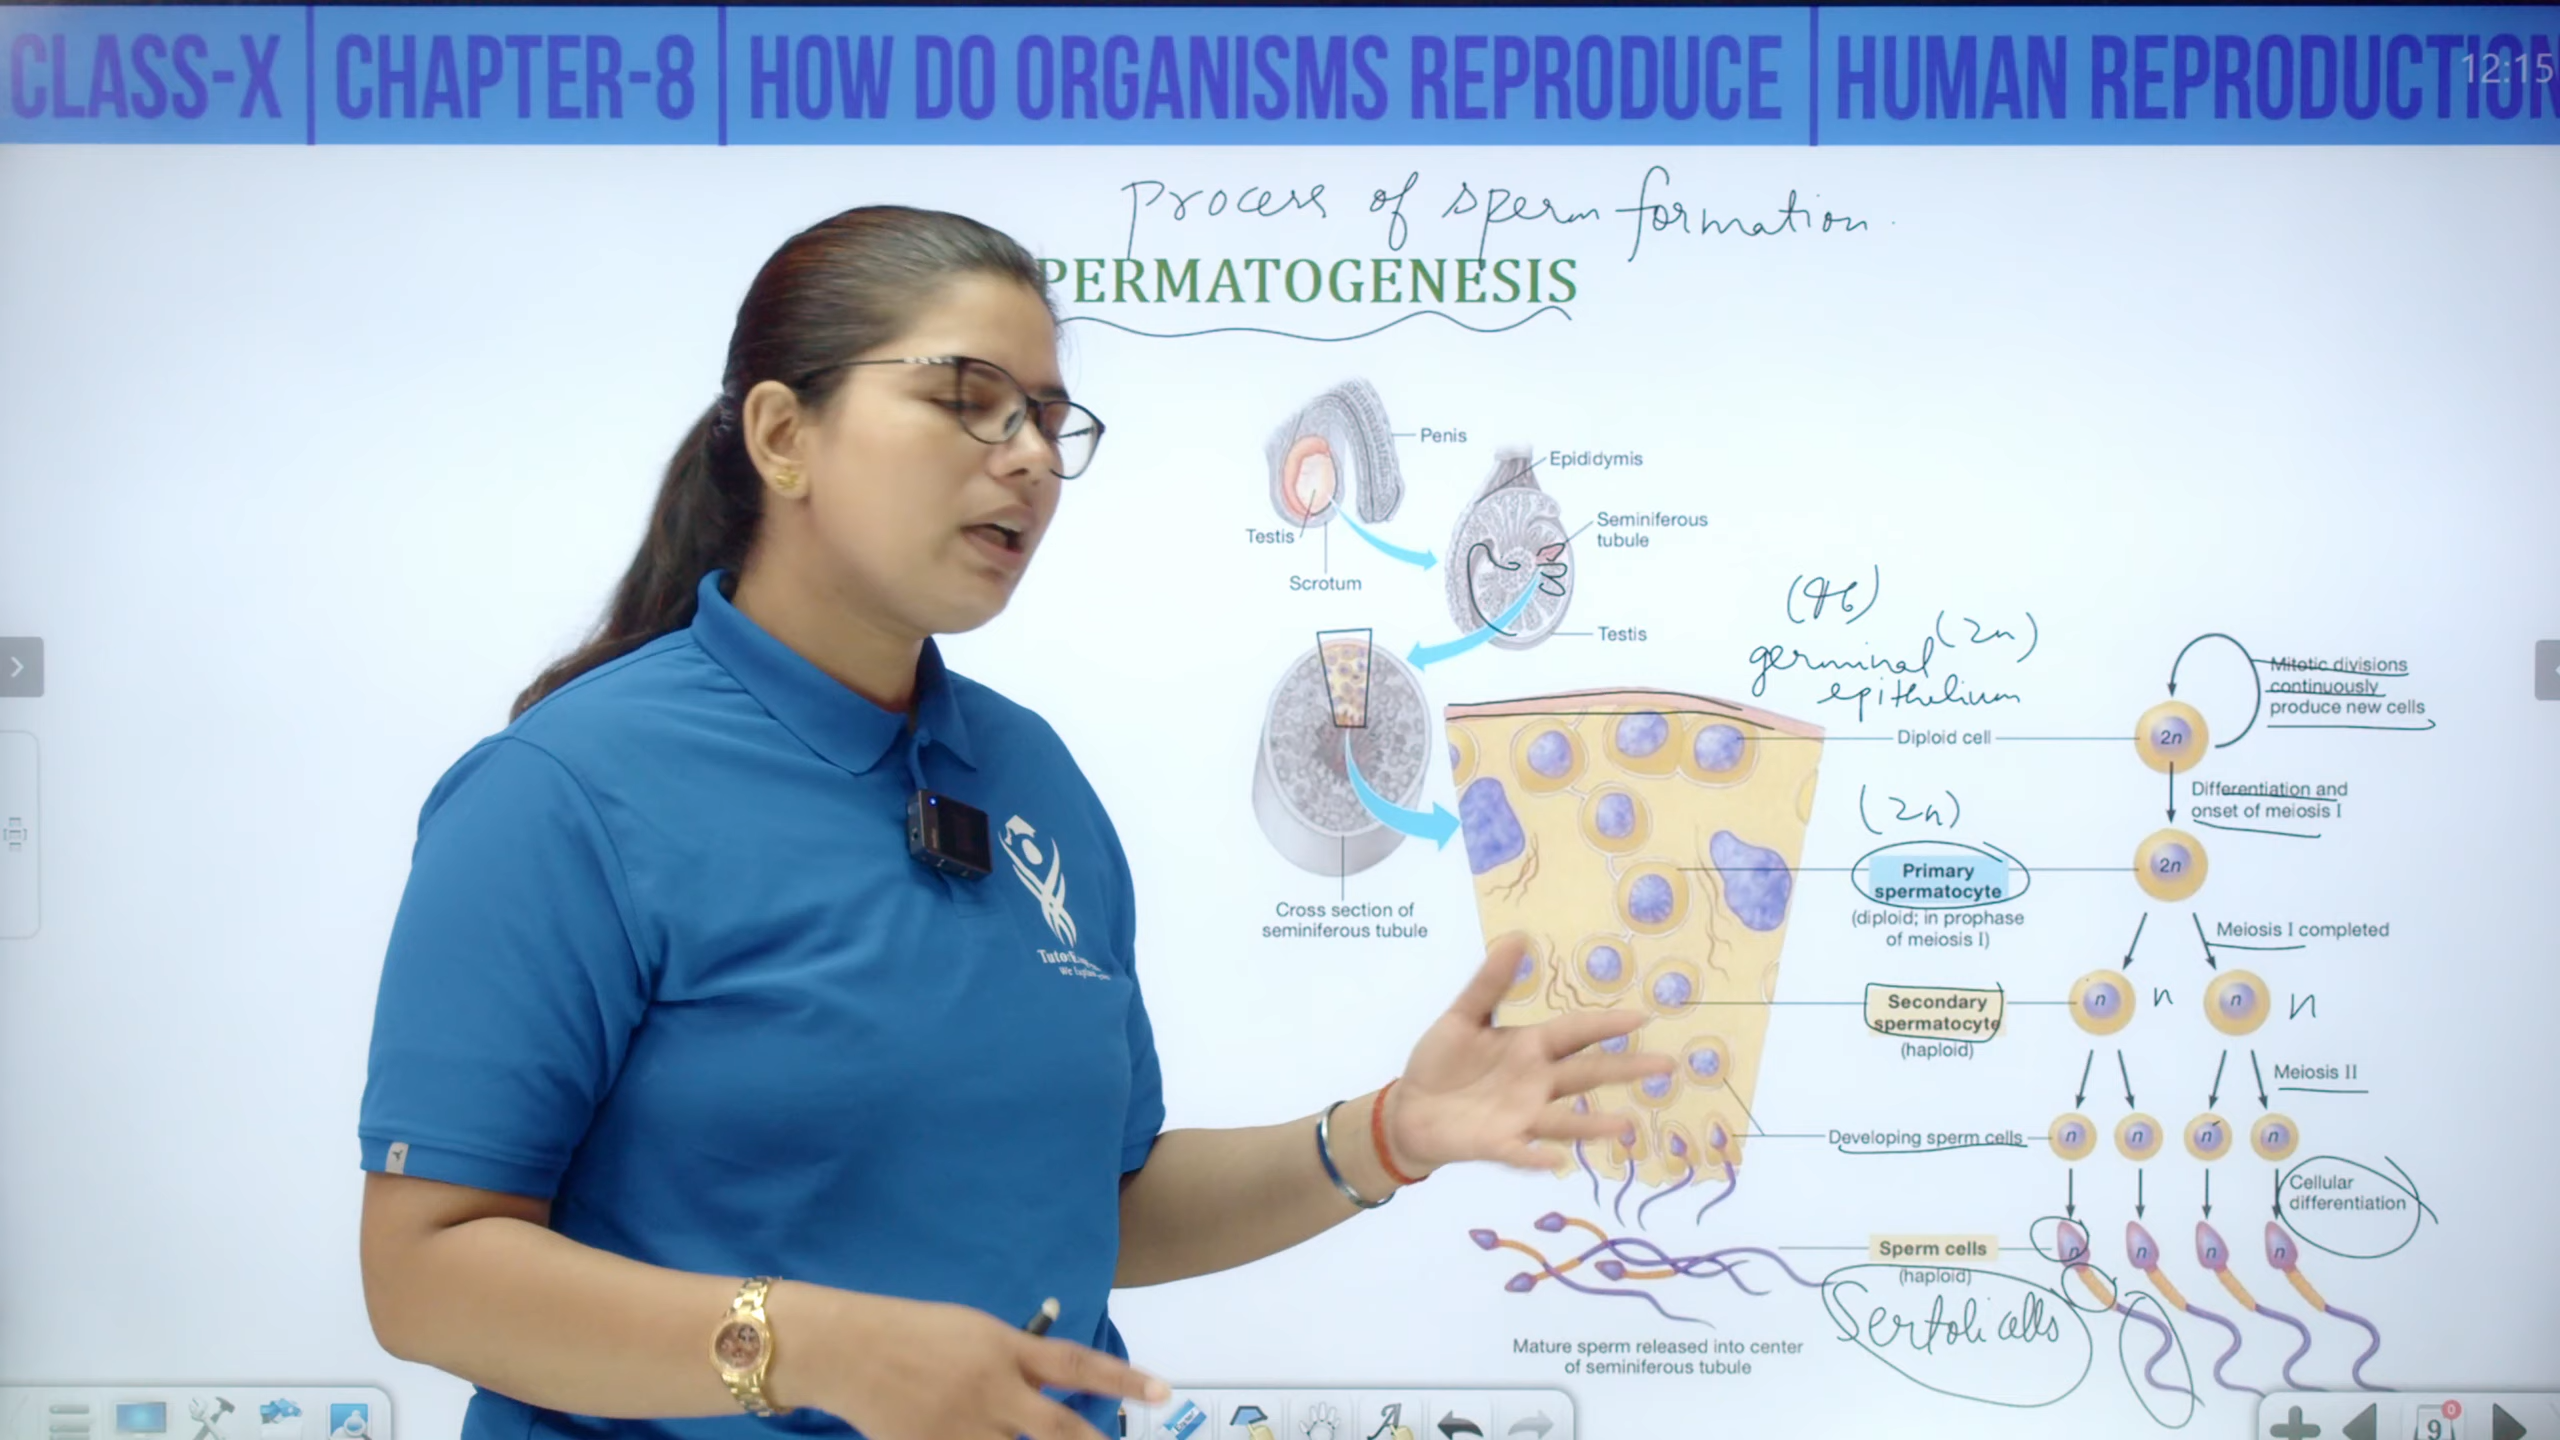 CLASS-X | CHAPTER-8 | HOW DO ORGANISMS REPRODUCE | HUMAN REPRODUCTION
12:15
Process of sperm formation.
PERMATOGENESIS
Penis
Epididymis
Seminiferous
tubule
Testis
Scrotum
Testis
(46)
(2n)
germinal
epithelium
Mitotic divisions
continuously
produce new cells
Diploid cell
2n
Differentiation and
onset of meiosis I
(2n)
Primary
spermatocyte
(diploid; in prophase
of meiosis I)
2n
Cross section of
seminiferous tubule
Meiosis I completed
Secondary
spermatocyte
(haploid)
n n n n
Meiosis II
Developing sperm cells
n n n n
Cellular
differentiation
Sperm cells
(haploid)
n n n n
Sertoli cells
Mature sperm released into center
of seminiferous tubule
9
0